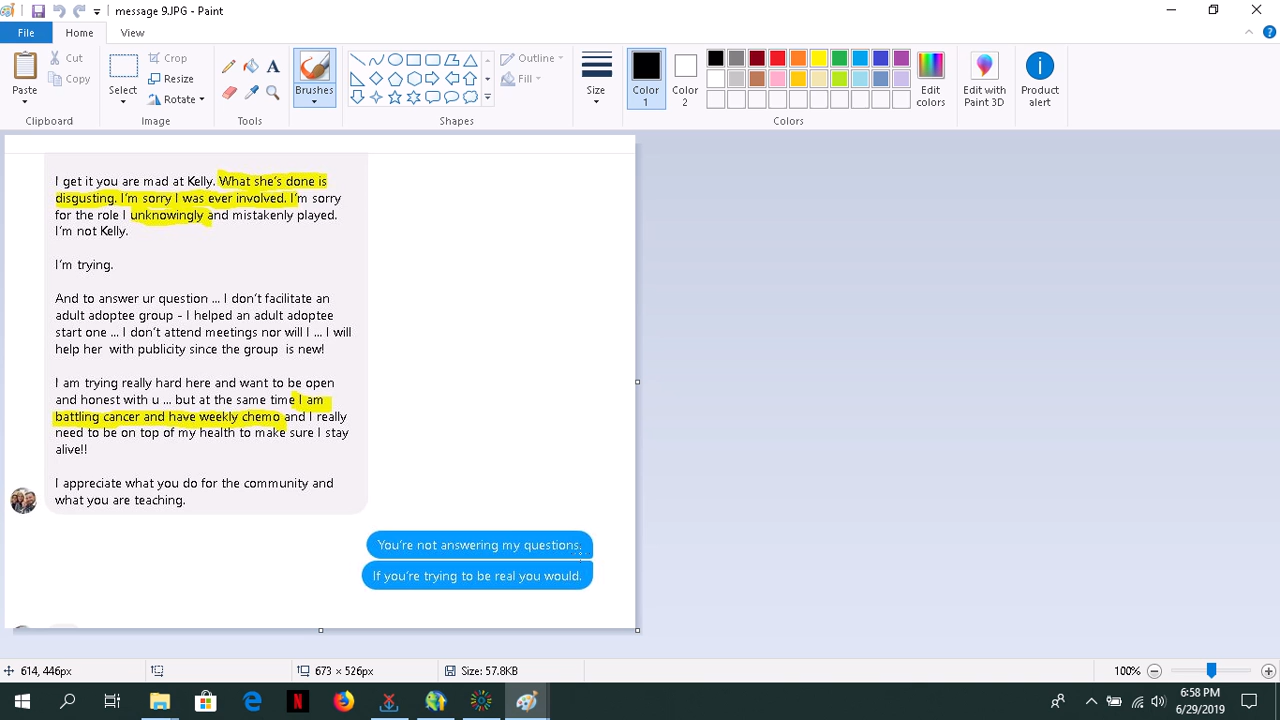 message 9.JPG - Paint
File
Home
View
Paste
Cut
Copy
Clipboard
Select
Crop
Resize
Rotate
Image
A
Tools
Brushes
Outline
Fill
Shapes
Size
Color 1
Color 2
Edit colors
Edit with Paint 3D
Product alert
Colors
I get it you are mad at Kelly. What she's done is
disgusting. I'm sorry I was ever involved. I'm sorry
for the role I unknowingly and mistakenly played.
I'm not Kelly.
I'm trying.
And to answer ur question ... I don't facilitate an
adult adoptee group - I helped an adult adoptee
start one ... I don't attend meetings nor will I ... I will
help her with publicity since the group is new!
I am trying really hard here and want to be open
and honest with u ... but at the same time I am
battling cancer and have weekly chemo and I really
need to be on top of my health to make sure I stay
alive!!
I appreciate what you do for the community and
what you are teaching.
You're not answering my questions.
If you're trying to be real you would.
614, 446px
673 × 526px
Size: 57.8KB
100%
N
6:58 PM
6/29/2019